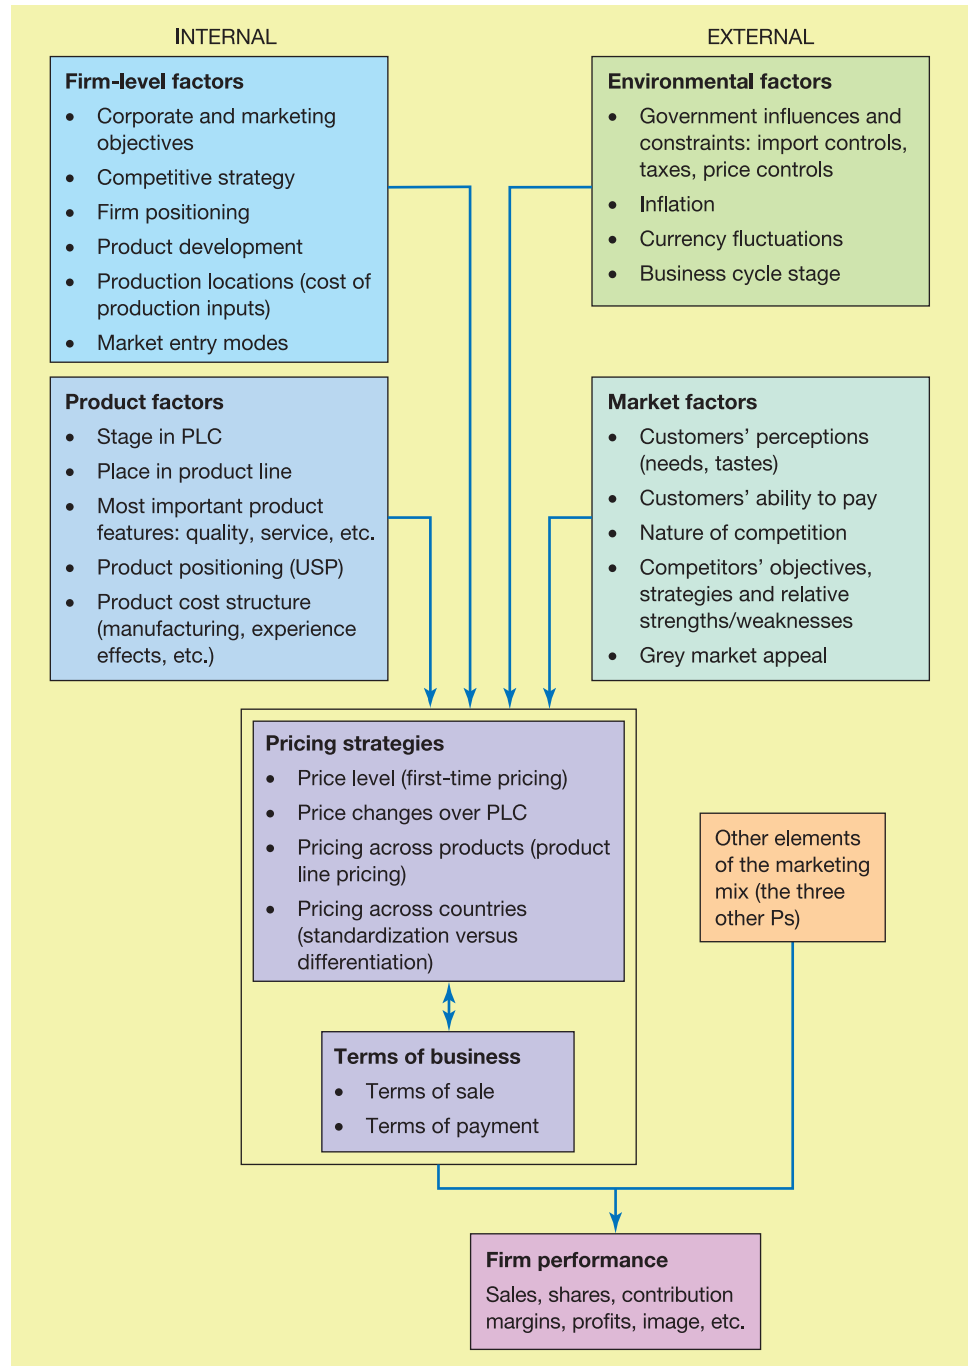 INTERNAL
EXTERNAL
Firm-level factors
• Corporate and marketing
objectives
• Competitive strategy
• Firm positioning
• Product development
• Production locations (cost of
production inputs)
• Market entry modes
Environmental factors
• Government influences and
constraints: import controls,
taxes, price controls
• Inflation
• Currency fluctuations
• Business cycle stage
Product factors
• Stage in PLC
• Place in product line
• Most important product
features: quality, service, etc.
• Product positioning (USP)
• Product cost structure
(manufacturing, experience
effects, etc.)
Market factors
• Customers’ perceptions
(needs, tastes)
• Customers’ ability to pay
• Nature of competition
• Competitors’ objectives,
strategies and relative
strengths/weaknesses
• Grey market appeal
Pricing strategies
• Price level (first-time pricing)
• Price changes over PLC
• Pricing across products (product
line pricing)
• Pricing across countries
(standardization versus
differentiation)
Other elements
of the marketing
mix (the three
other Ps)
Terms of business
• Terms of sale
• Terms of payment
Firm performance
Sales, shares, contribution
margins, profits, image, etc.